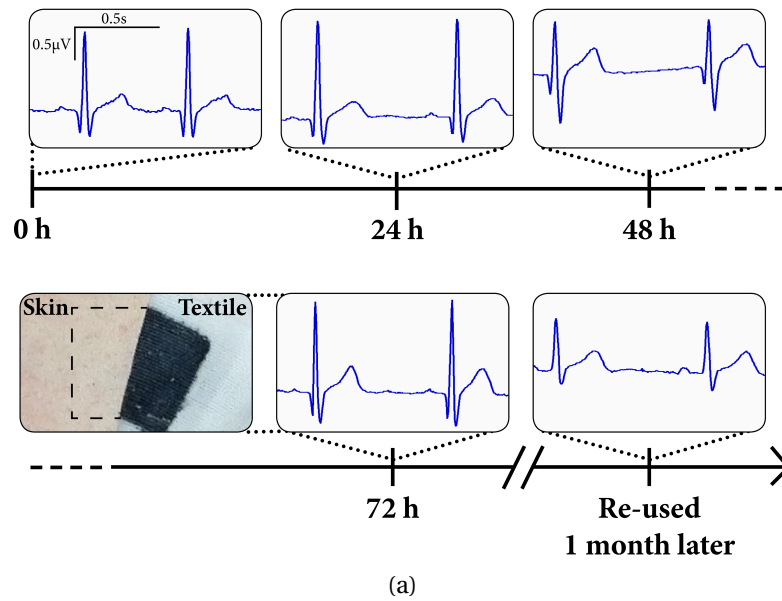 0.5s
0.5μV
0 h
24 h
48 h
Skin
Textile
72 h
Re-used
1 month later
(a)